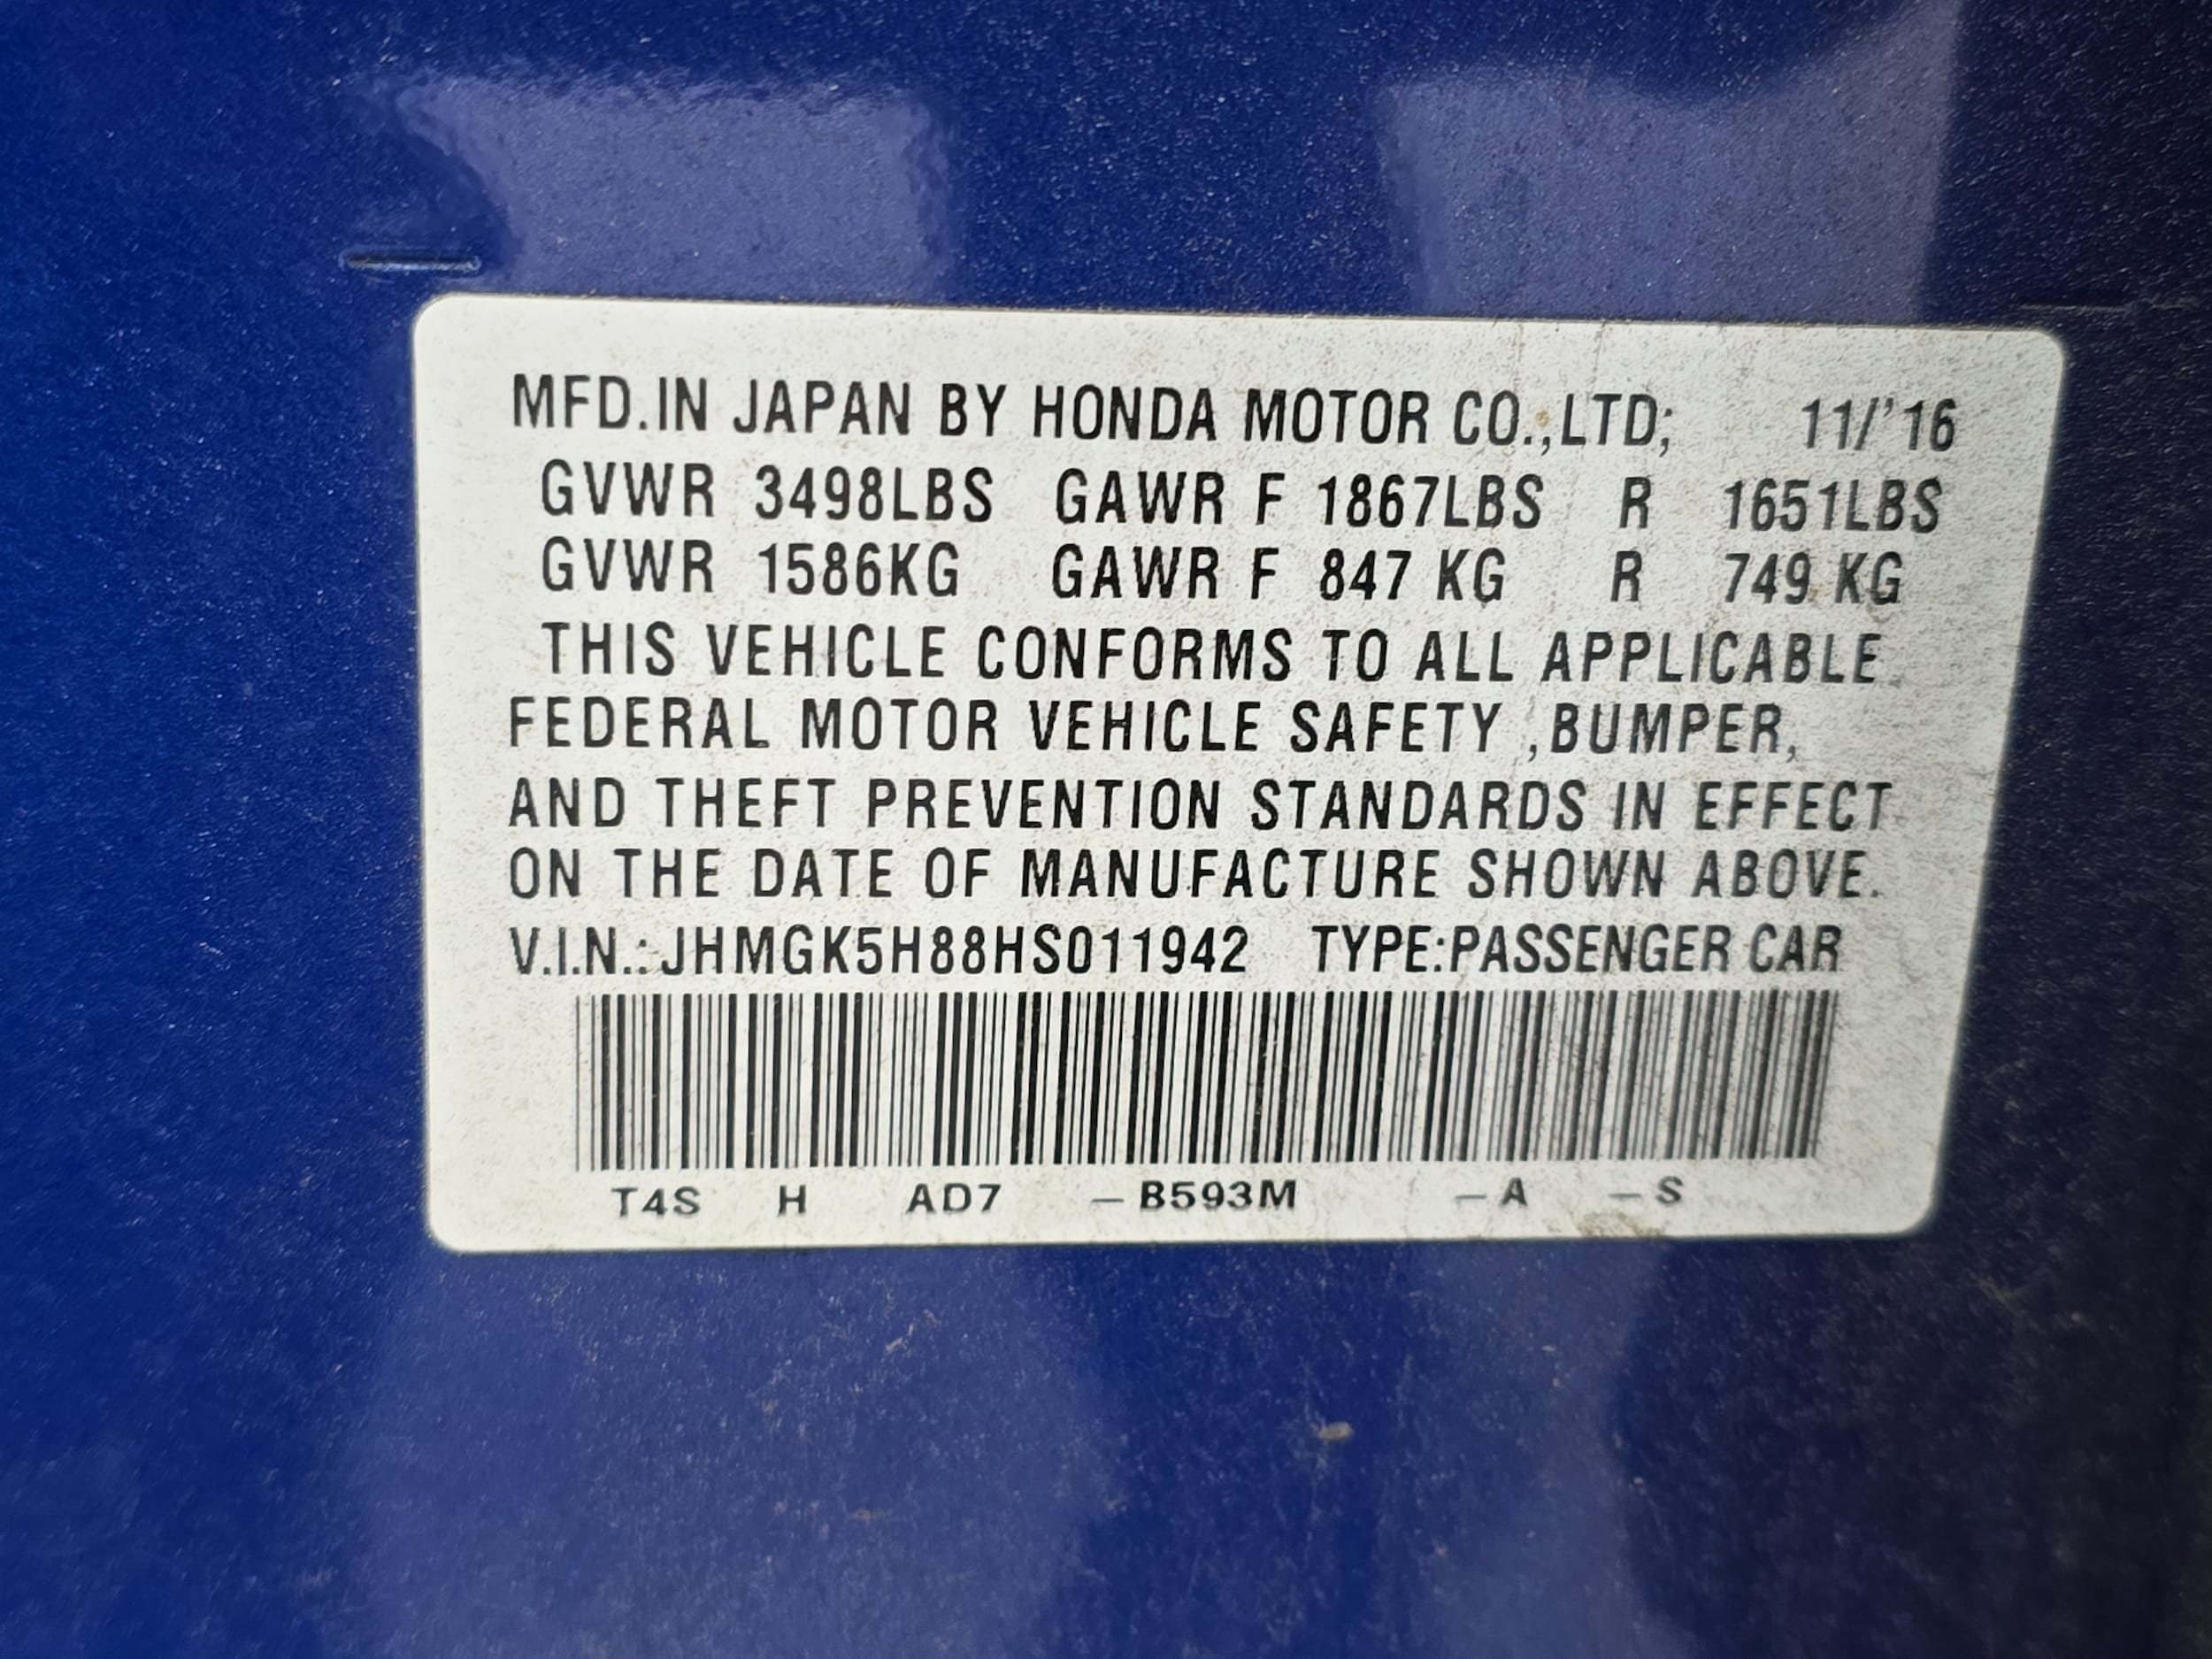 MFD.IN JAPAN BY HONDA MOTOR CO.,LTD; 11/'16
GVWR 3498LBS GAWR F 1867LBS R 1651LBS
GVWR 1586KG GAWR F 847 KG R 749 KG
THIS VEHICLE CONFORMS TO ALL APPLICABLE
FEDERAL MOTOR VEHICLE SAFETY ,BUMPER,
AND THEFT PREVENTION STANDARDS IN EFFECT
ON THE DATE OF MANUFACTURE SHOWN ABOVE.
V.I.N.: JHMGK5H88HS011942 TYPE:PASSENGER CAR
T4S H AD7 – B593M – A – S